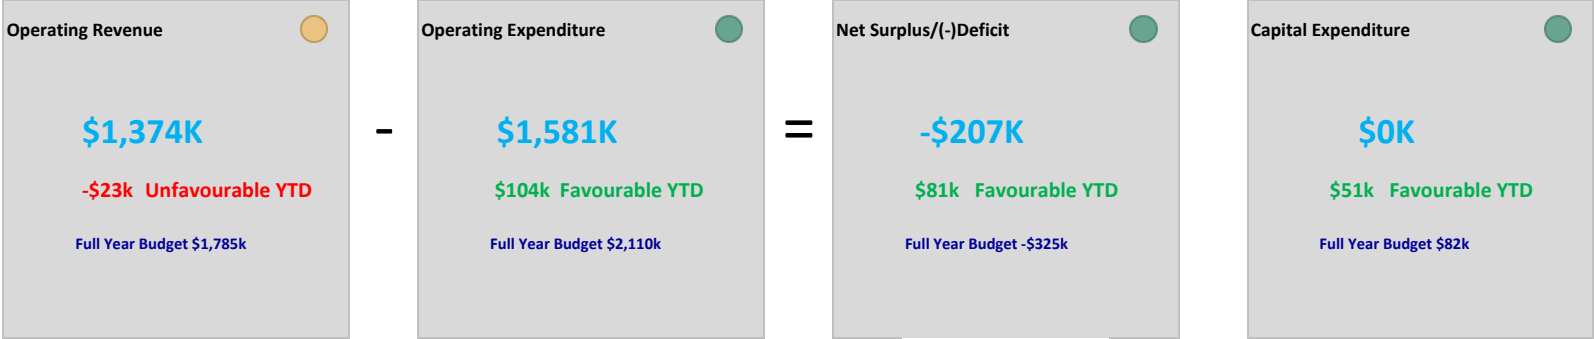 Operating Revenue
$1,374K
-$23k Unfavourable YTD
Full Year Budget $1,785k
-
Operating Expenditure
$1,581K
$104k Favourable YTD
Full Year Budget $2,110k
=
Net Surplus/(-)Deficit
-$207K
$81k Favourable YTD
Full Year Budget -$325k
Capital Expenditure
$0K
$51k Favourable YTD
Full Year Budget $82k